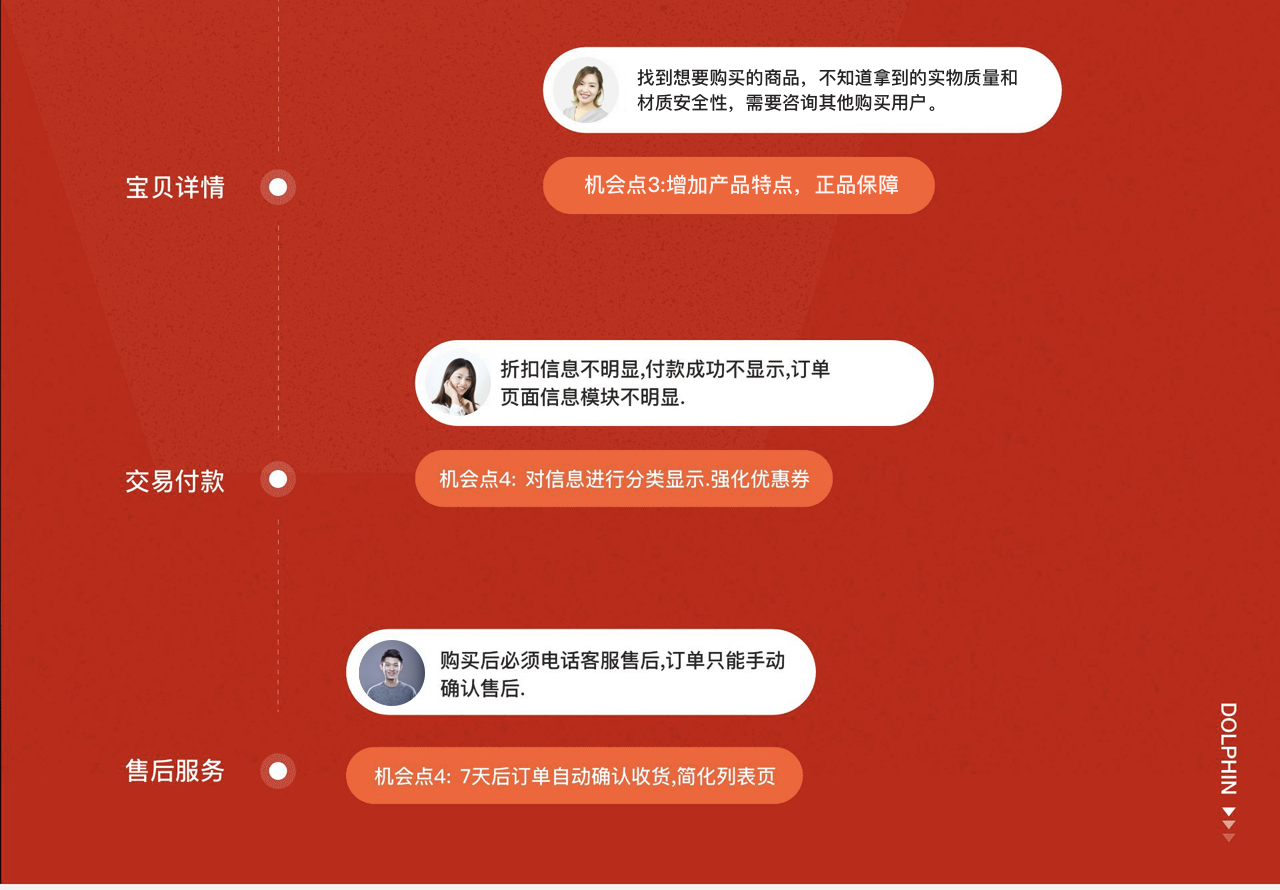 找到想要购买的商品，不知道拿到的实物质量和
材质安全性，需要咨询其他购买用户。
宝贝详情
机会点3:增加产品特点，正品保障
折扣信息不明显,付款成功不显示,订单
页面信息模块不明显.
交易付款
机会点4: 对信息进行分类显示.强化优惠券
购买后必须电话客服售后,订单只能手动
确认售后.
售后服务
机会点4: 7天后订单自动确认收货,简化列表页
DOLPHIN